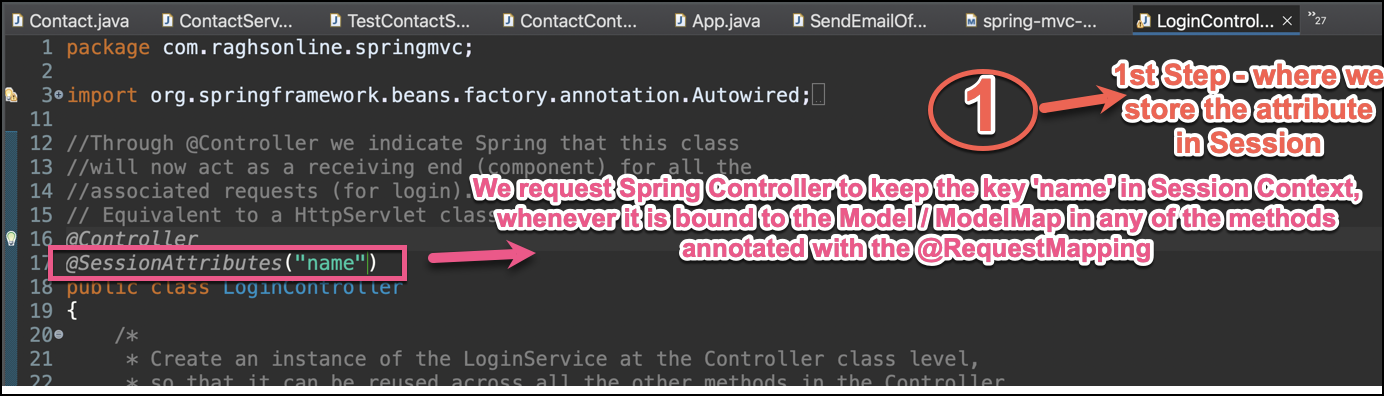 Contact.java ContactServ... TestContactS... ContactCont... App.java SendEmailOf... spring-mvc-... LoginControl... 27
1 package com.raghsonline.springmvc;
2
3 import org.springframework.beans.factory.annotation.Autowired;
11
12 //Through @Controller we indicate Spring that this class
13 //will now act as a receiving end (component) for all the
14 //associated requests (for login).
15 // Equivalent to a HttpServlet class
16 @Controller
17 @SessionAttributes("name")
18 public class LoginController
19 {
20 /*
21 * Create an instance of the LoginService at the Controller class level,
22 * so that it can be reused across all the other methods in the Controller
1
1st Step - where we
store the attribute
in Session
We request Spring Controller to keep the key 'name' in Session Context,
whenever it is bound to the Model / ModelMap in any of the methods
annotated with the @RequestMapping